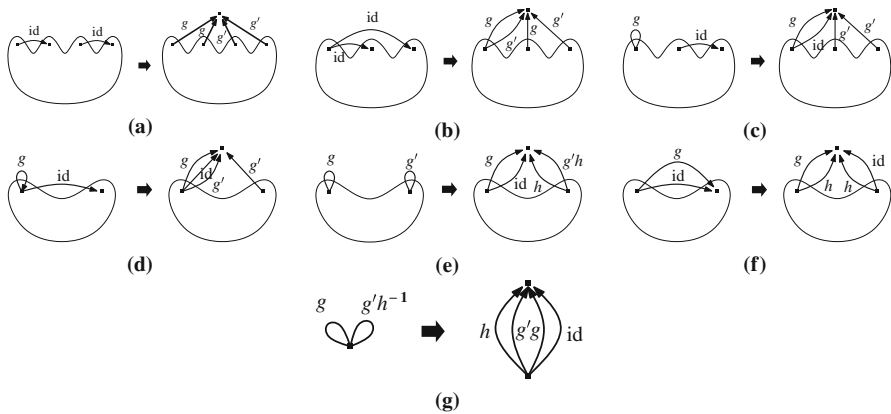 id id g g g' g'
(a)
id id g g' g g'
(b)
g id g id g' g'
(c)
g id g id g' g'
(d)
g g' g id h g'h
(e)
g id g h h id
(f)
g g'h⁻¹ h g'g id
(g)